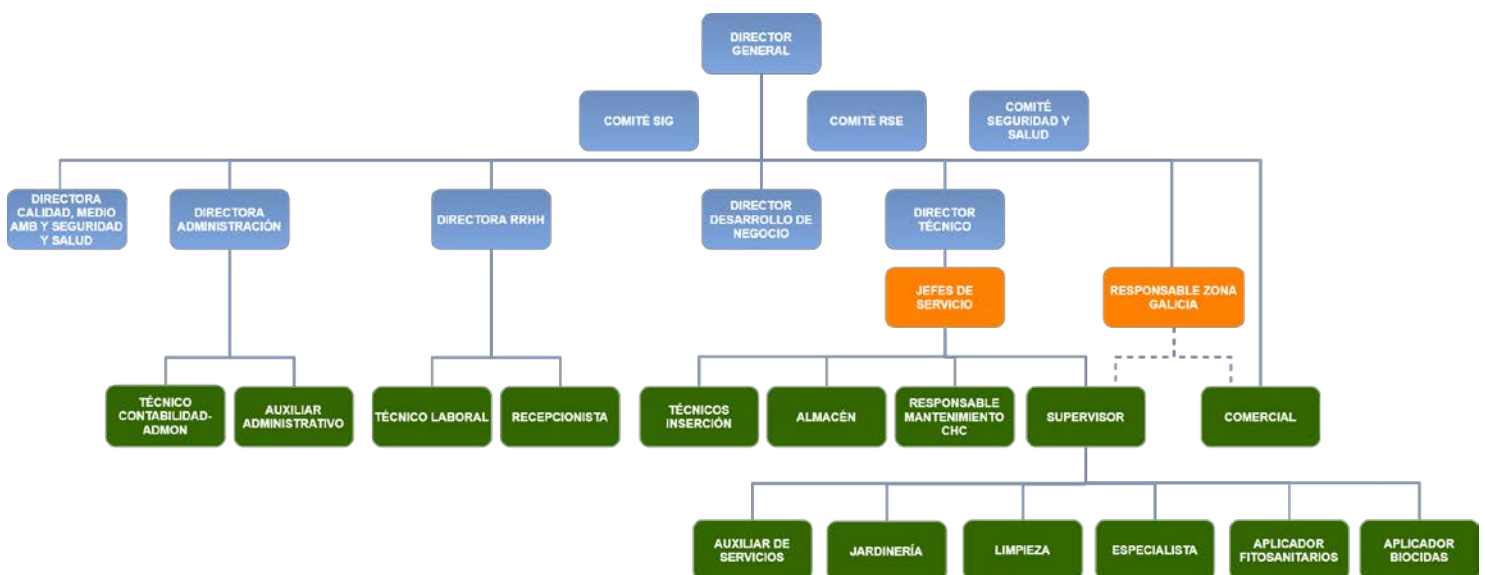 DIRECTOR
GENERAL
COMITÉ SIG
COMITÉ RSE
COMITÉ
SEGURIDAD Y
SALUD
DIRECTORA
CALIDAD, MEDIO
AMB Y SEGURIDAD
Y SALUD
DIRECTORA
ADMINISTRACIÓN
DIRECTORA RRHH
DIRECTOR
DESARROLLO DE
NEGOCIO
DIRECTOR
TÉCNICO
JEFES DE
SERVICIO
RESPONSABLE ZONA
GALICIA
TÉCNICO
CONTABILIDAD-
ADMON
AUXILIAR
ADMINISTRATIVO
TÉCNICO LABORAL
RECEPCIONISTA
TÉCNICOS
INSERCIÓN
ALMACÉN
RESPONSABLE
MANTENIMIENTO
CHC
SUPERVISOR
COMERCIAL
AUXILIAR DE
SERVICIOS
JARDINERÍA
LIMPIEZA
ESPECIALISTA
APLICADOR
FITOSANITARIOS
APLICADOR
BIOCIDAS